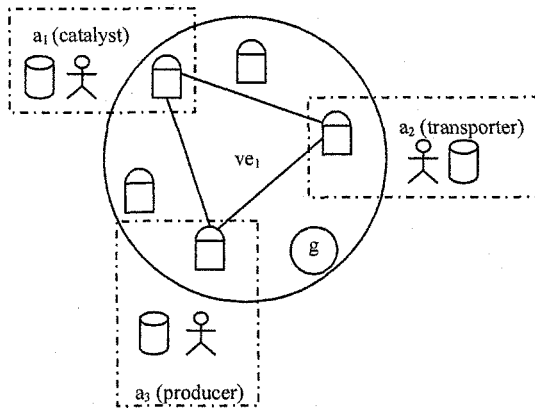 a₁ (catalyst)
a₂ (transporter)
ve₁
g
a₃ (producer)